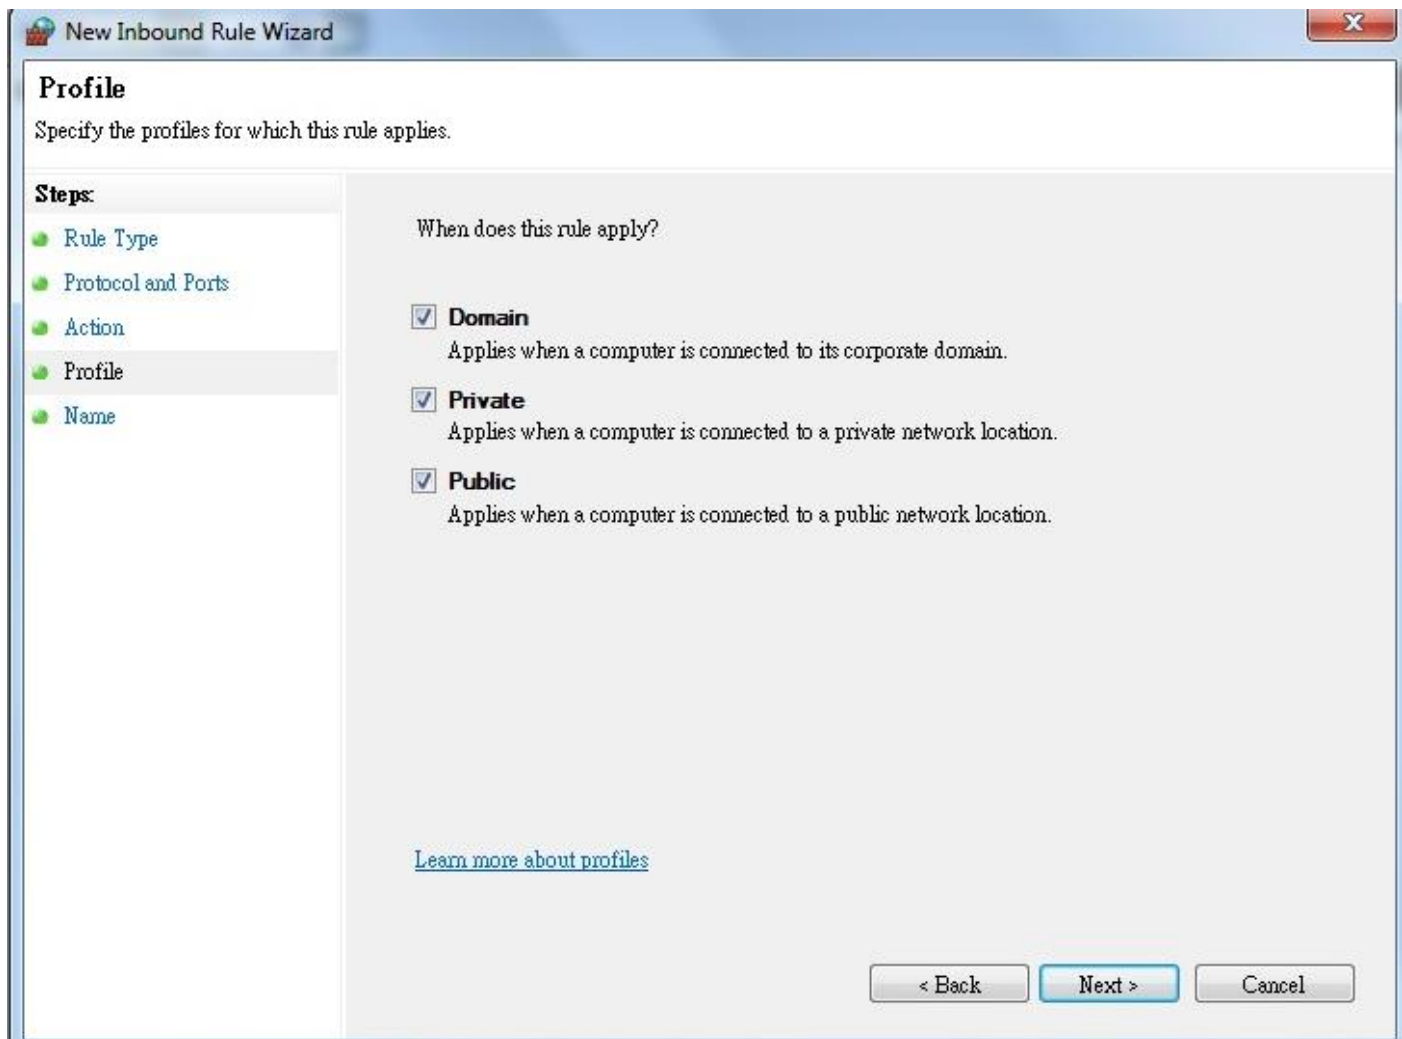 New Inbound Rule Wizard
Profile
Specify the profiles for which this rule applies.
Steps:
Rule Type
Protocol and Ports
Action
Profile
Name
When does this rule apply?
Domain
Applies when a computer is connected to its corporate domain.
Private
Applies when a computer is connected to a private network location.
Public
Applies when a computer is connected to a public network location.
Learn more about profiles
< Back
Next >
Cancel